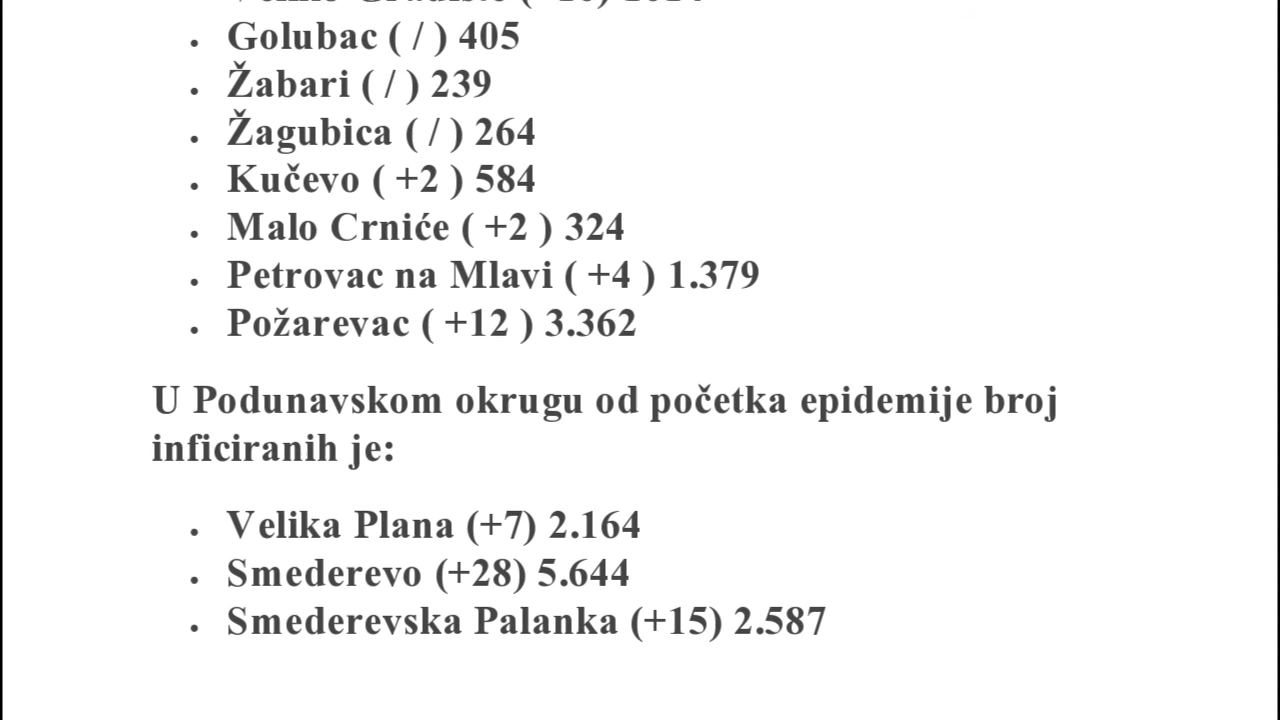 Golubac ( / ) 405
Žabari ( / ) 239
Žagubica ( / ) 264
Kučevo ( +2 ) 584
Malo Crniće ( +2 ) 324
Petrovac na Mlavi ( +4 ) 1.379
Požarevac ( +12 ) 3.362
U Podunavskom okrugu od početka epidemije broj
inficiranih je:
Velika Plana (+7) 2.164
Smederevo (+28) 5.644
Smederevska Palanka (+15) 2.587